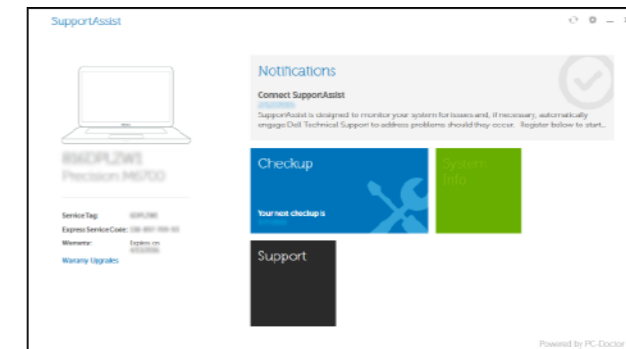 SupportAssist
Notifications
Connect SupportAssist
SupportAssist is designed to monitor your system for issues and, if necessary, automatically
engage Dell Technical Support to address problems should they occur. Register below to start...
Precision M6700
Checkup
System
Info
Your next checkup is
Service Tag:
Express Service Code:
Warranty: Expires on
Warranty Upgrades
Support
Powered by PC-Doctor